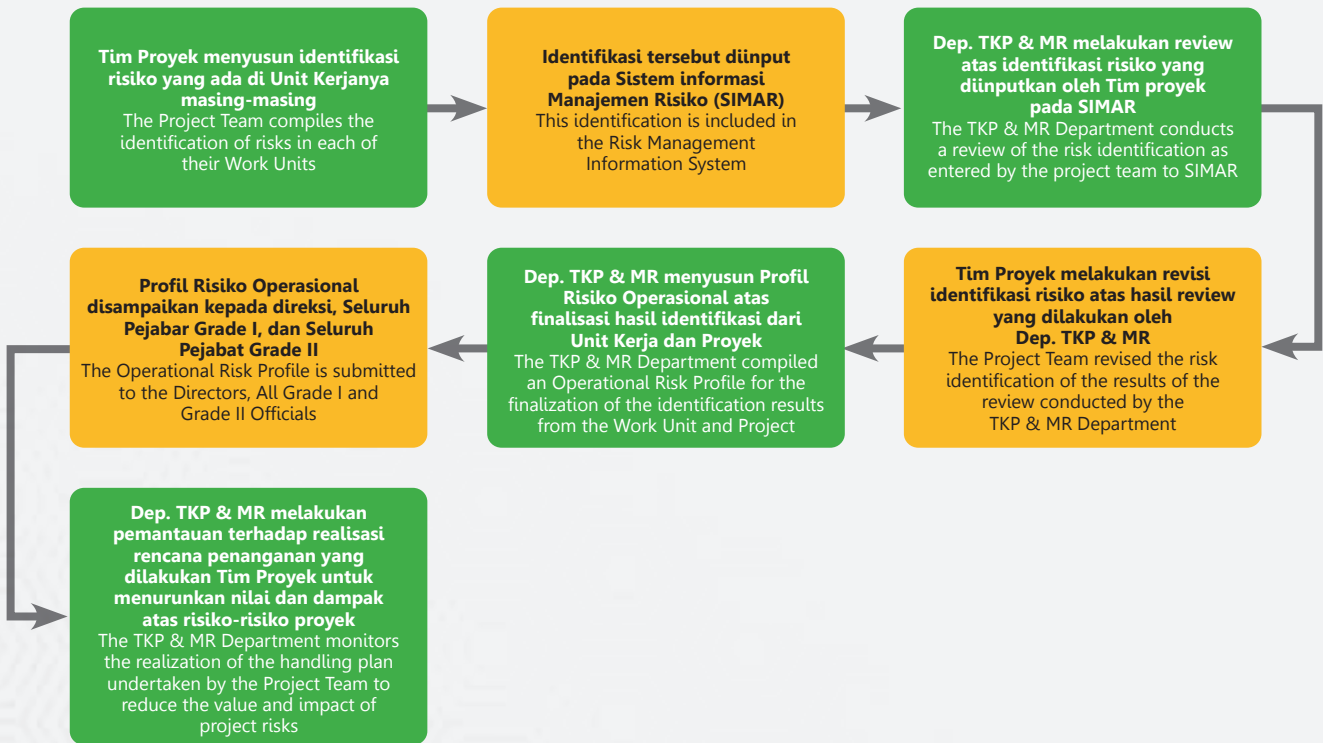 Tim Proyek menyusun identifikasi
risiko yang ada di Unit Kerjanya
masing-masing
The Project Team compiles the
identification of risks in each of
their Work Units
Identifikasi tersebut diinput
pada Sistem informasi
Manajemen Risiko (SIMAR)
This identification is included in
the Risk Management
Information System
Dep. TKP & MR melakukan review
atas identifikasi risiko yang
diinputkan oleh Tim proyek
pada SIMAR
The TKP & MR Department conducts
a review of the risk identification as
entered by the project team to SIMAR
Tim Proyek melakukan revisi
identifikasi risiko atas hasil review
yang dilakukan oleh
Dep. TKP & MR
The Project Team revised the risk
identification of the results of the
review conducted by the
TKP & MR Department
Dep. TKP & MR menyusun Profil
Risiko Operasional atas
finalisasi hasil identifikasi dari
Unit Kerja dan Proyek
The TKP & MR Department compiled
an Operational Risk Profile for the
finalization of the identification results
from the Work Unit and Project
Profil Risiko Operasional
disampaikan kepada direksi, Seluruh
Pejabar Grade I, dan Seluruh
Pejabat Grade II
The Operational Risk Profile is submitted
to the Directors, All Grade I and
Grade II Officials
Dep. TKP & MR melakukan
pemantauan terhadap realisasi
rencana penanganan yang
dilakukan Tim Proyek untuk
menurunkan nilai dan dampak
atas risiko-risiko proyek
The TKP & MR Department monitors
the realization of the handling plan
undertaken by the Project Team to
reduce the value and impact of
project risks